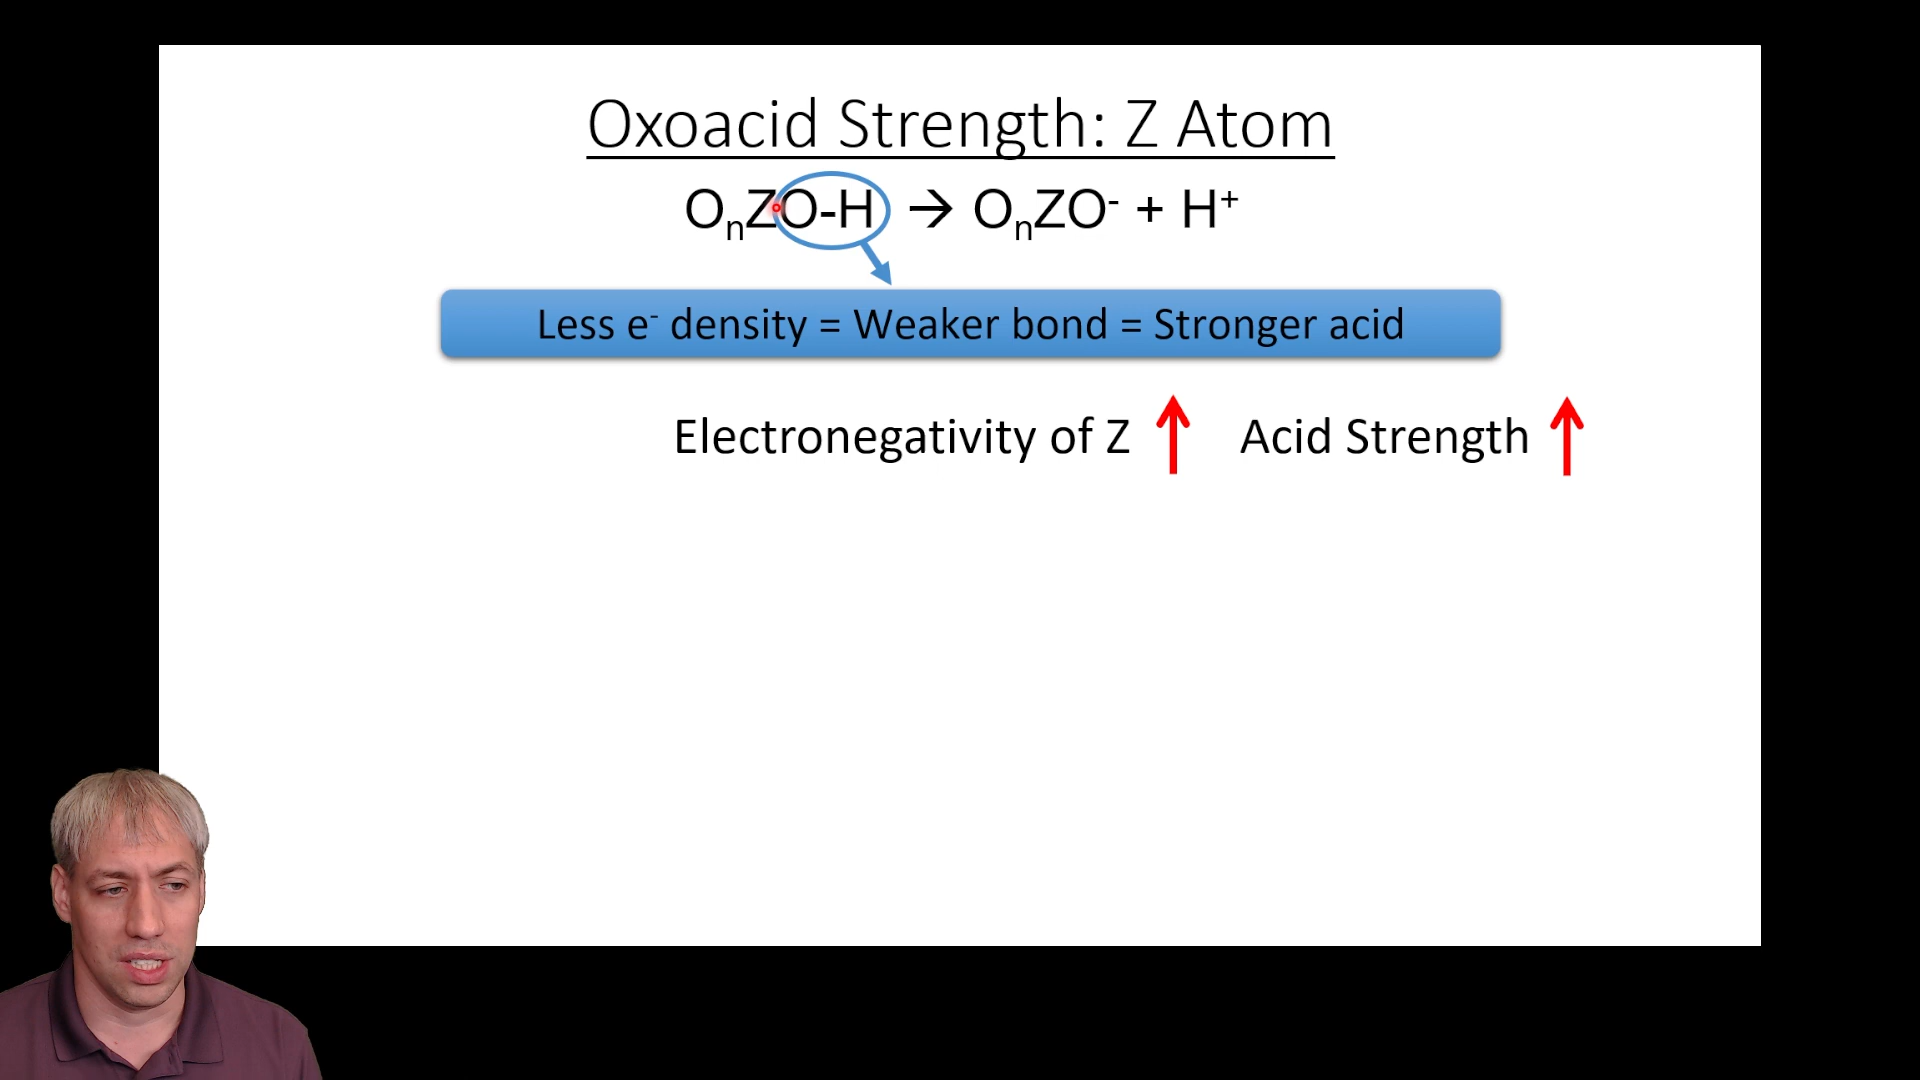 Oxoacid Strength: Z Atom
OₙZO-H → OₙZO⁻ + H⁺
Less e⁻ density = Weaker bond = Stronger acid
Electronegativity of Z ↑ Acid Strength ↑